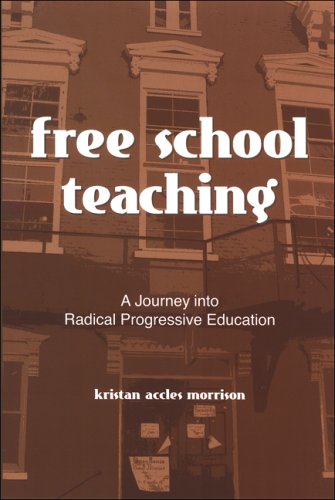 free school
teaching
A Journey into
Radical Progressive Education
kristan accles morrison